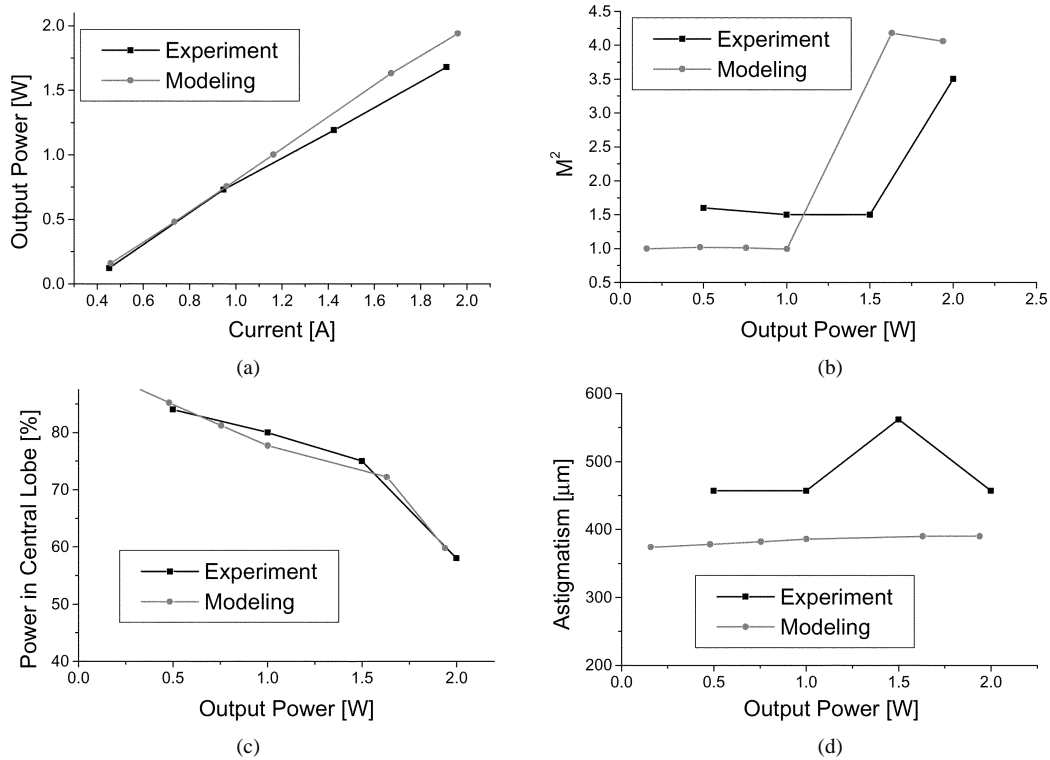 2.0
1.5
1.0
0.5
0.0
Output Power [W]
Experiment
Modeling
0.4 0.6 0.8 1.0 1.2 1.4 1.6 1.8 2.0
Current [A]
(a)
4.5
4.0
3.5
3.0
2.5
2.0
1.5
1.0
0.5
M²
Experiment
Modeling
0.0 0.5 1.0 1.5 2.0 2.5
Output Power [W]
(b)
80
70
60
50
40
Power in Central Lobe [%]
Experiment
Modeling
0.0 0.5 1.0 1.5 2.0
Output Power [W]
(c)
600
500
400
300
200
Astigmatism [µm]
Experiment
Modeling
0.0 0.5 1.0 1.5 2.0
Output Power [W]
(d)